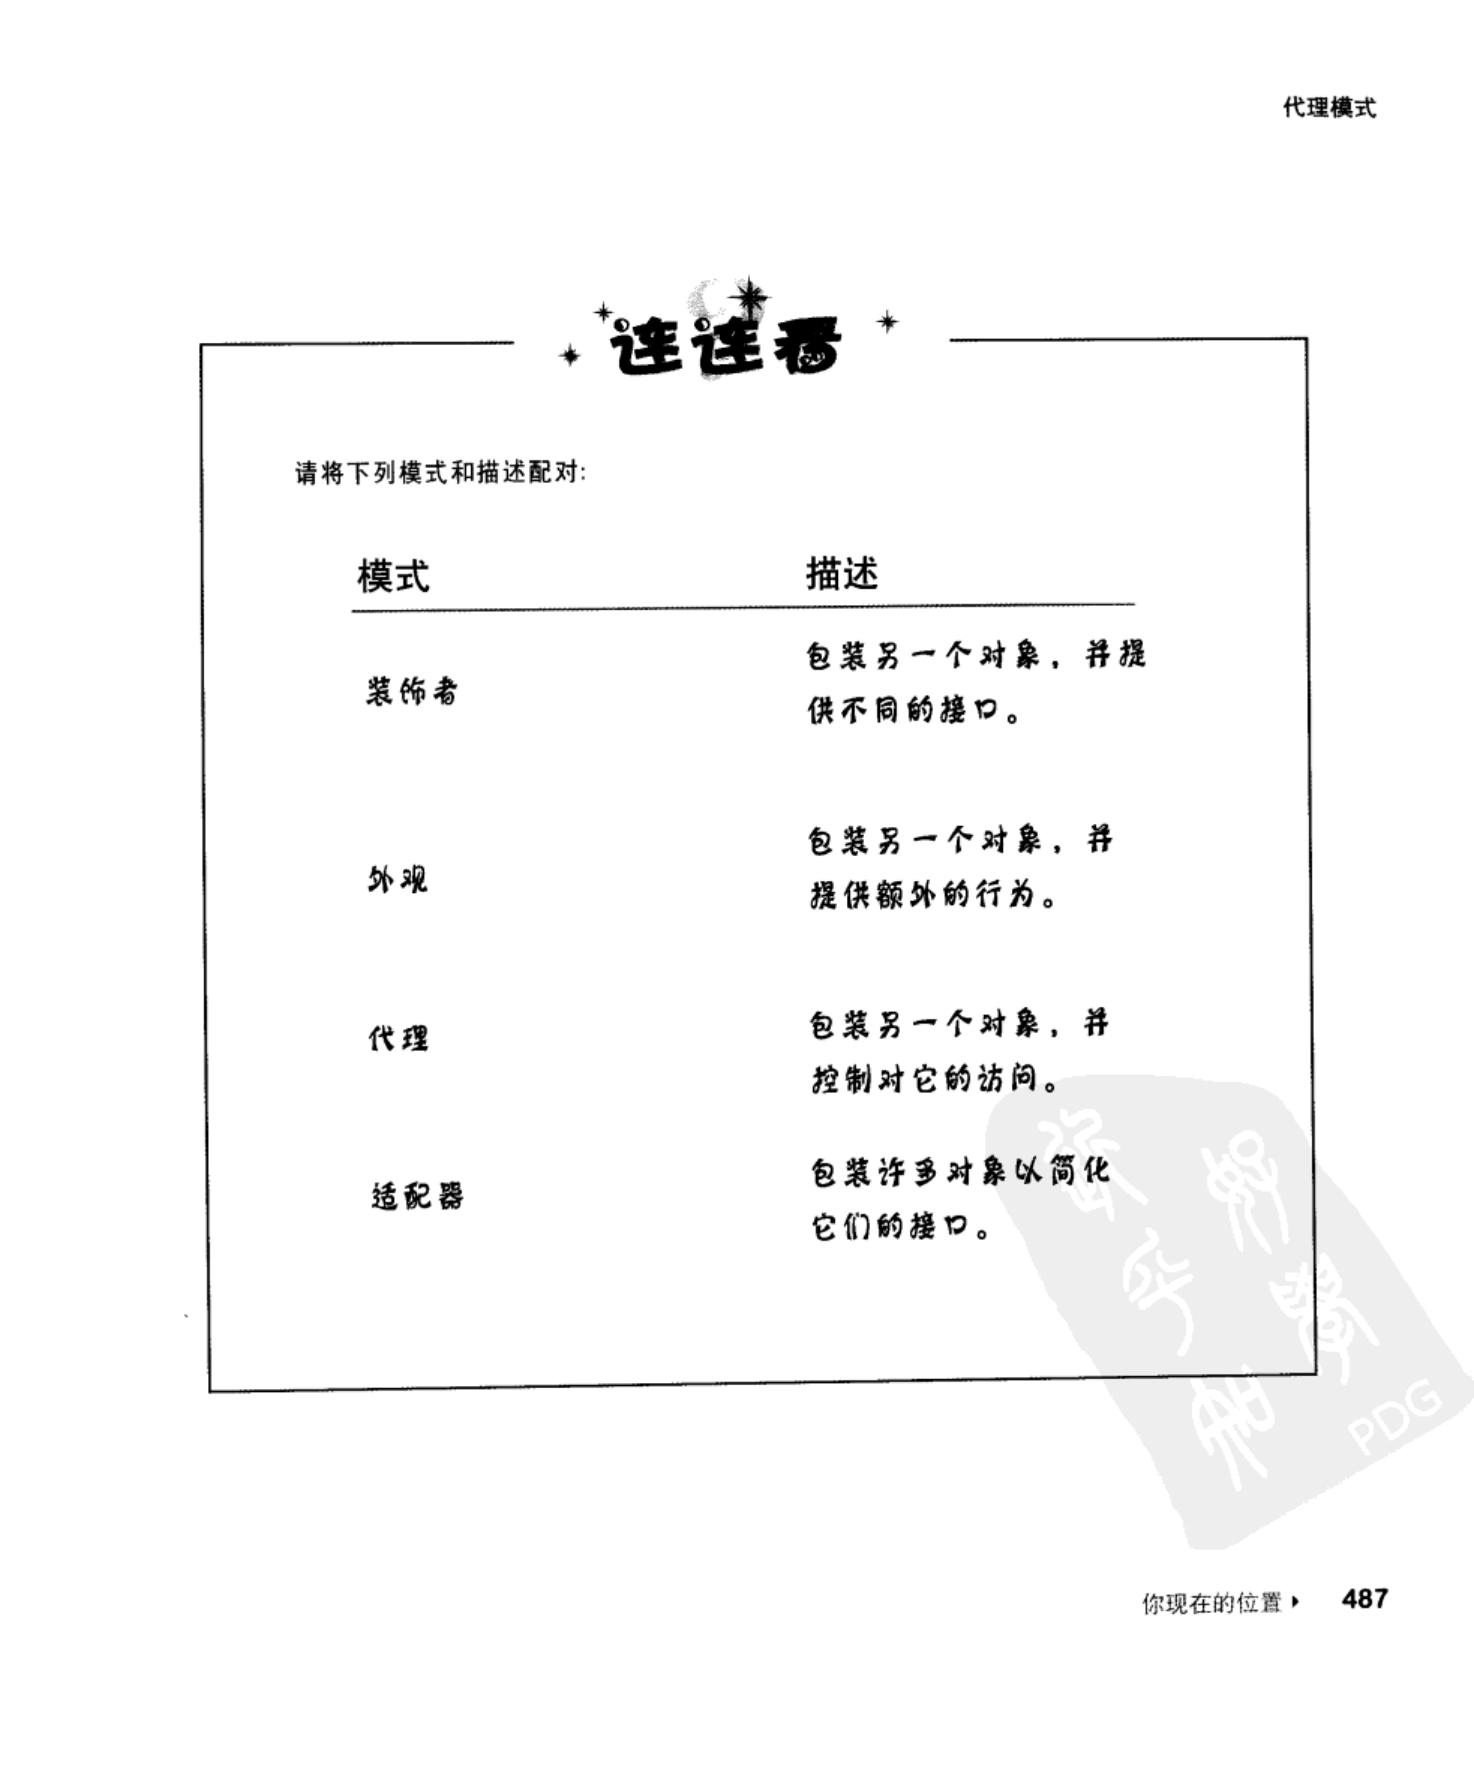 代理模式
连连看
请将下列模式和描述配对:
模式 描述
装饰者
包装另一个对象，并提
供不同的接口。
外观
包装另一个对象，并
提供额外的行为。
代理
包装另一个对象，并
控制对它的访问。
适配器
包装许多对象以简化
它们的接口。
PDG
你现在的位置 ▸ 487